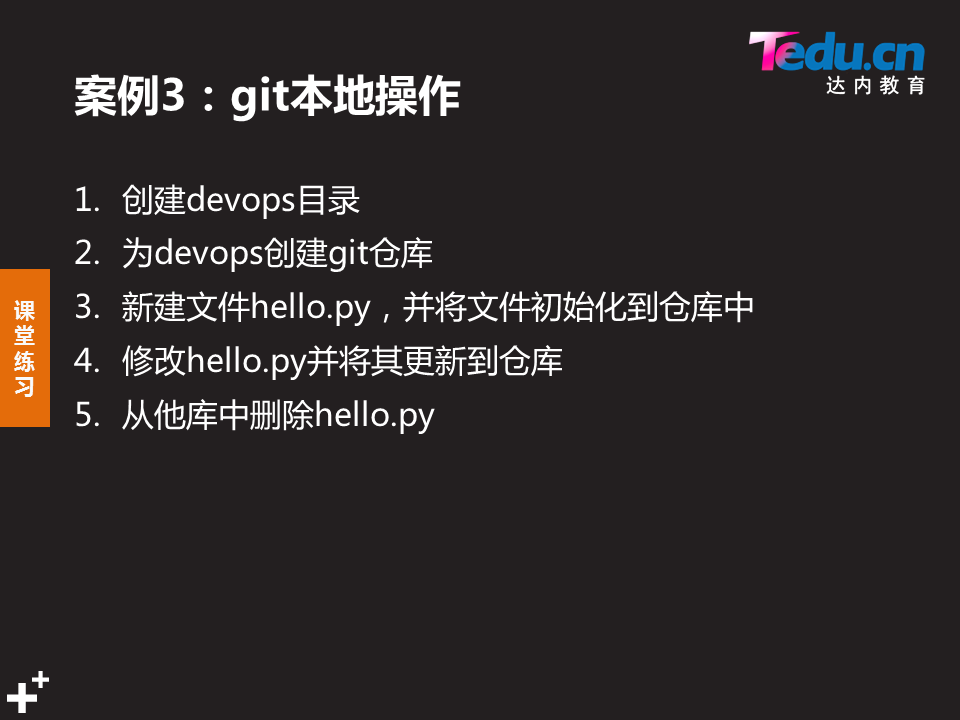 Tedu.cn
达内教育
案例3：git本地操作
1. 创建devops目录
2. 为devops创建git仓库
3. 新建文件hello.py，并将文件初始化到仓库中
4. 修改hello.py并将其更新到仓库
5. 从他库中删除hello.py
课
堂
练
习